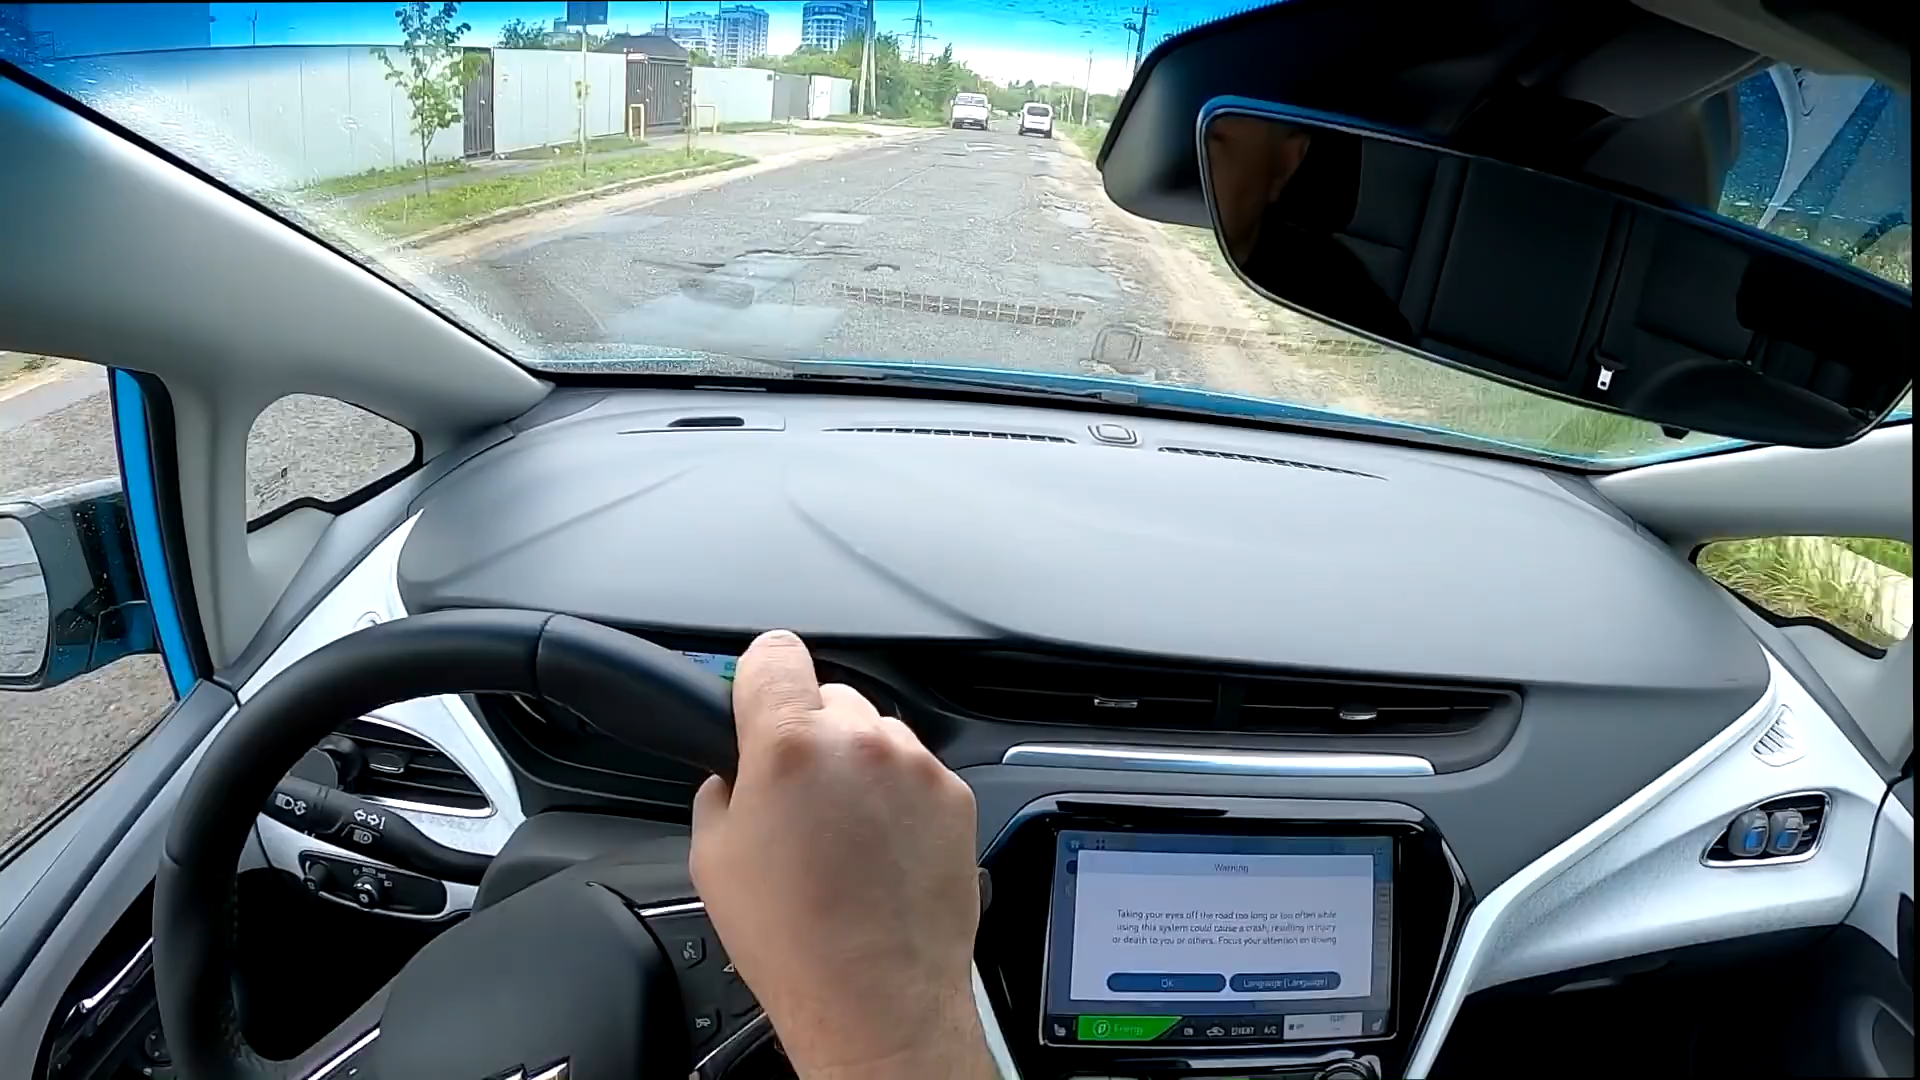 Warning
Taking your eyes off the road too long or too often while
using this system could cause a crash, resulting in injury
or death to you or others. Focus your attention on driving
OK
Language (Language)
Energy
A/C